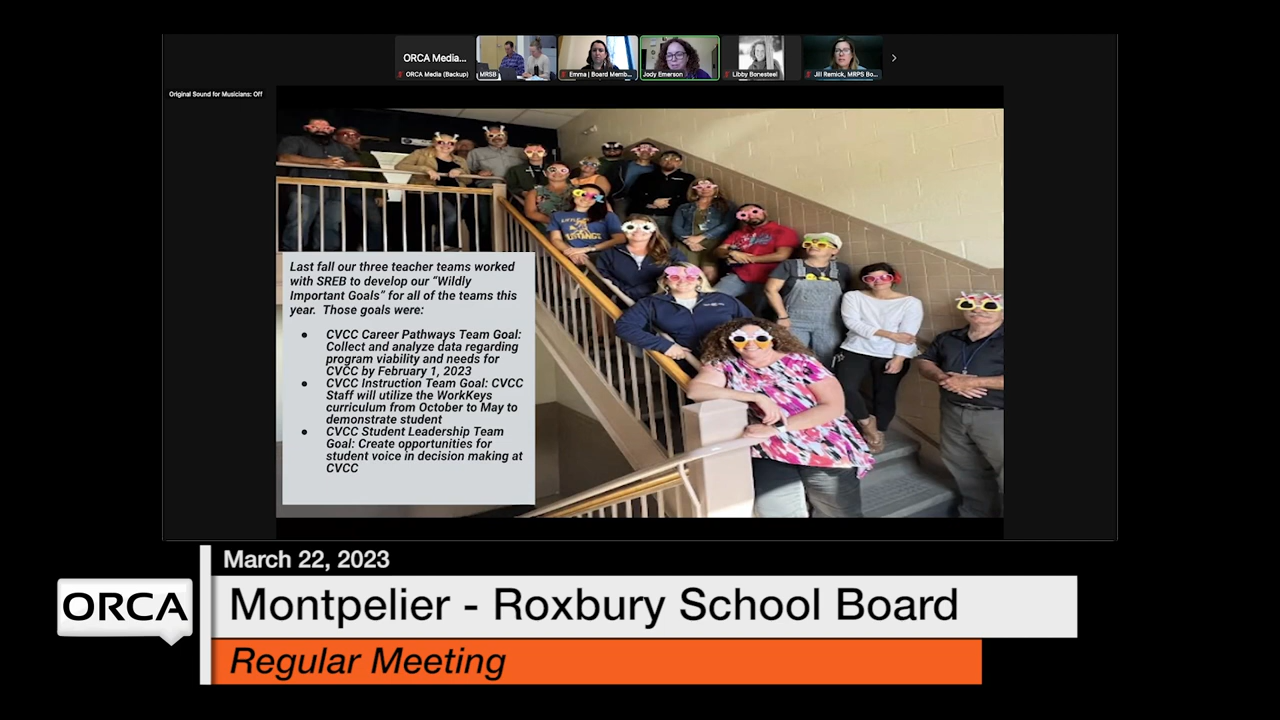 ORCA Media...
ORCA Media (Backup)
MRSB
Emma | Board Memb...
Jody Emerson
Libby Bonesteel
Jill Remick, MRPS Bo...
Original Sound for Musicians: Off
Last fall our three teacher teams worked
with SREB to develop our “Wildly
Important Goals” for all of the teams this
year. Those goals were:
● CVCC Career Pathways Team Goal:
Collect and analyze data regarding
program viability and needs for
CVCC by February 1, 2023
● CVCC Instruction Team Goal: CVCC
Staff will utilize the WorkKeys
curriculum from October to May to
demonstrate student
● CVCC Student Leadership Team
Goal: Create opportunities for
student voice in decision making at
CVCC
March 22, 2023
ORCA
Montpelier - Roxbury School Board
Regular Meeting